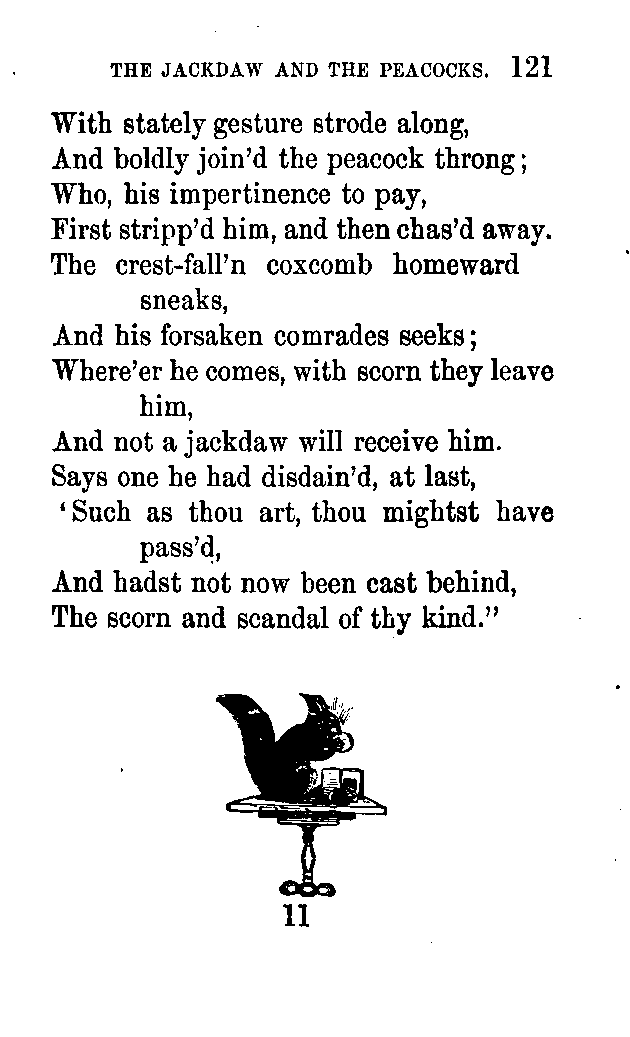 THE JACKDAW AND THE PEACOCKS. 121
With stately gesture strode along,
And boldly join'd the peacock throng;
Who, his impertinence to pay,
First stripp'd him, and then chas'd away.
The crest-fall'n coxcomb homeward
sneaks,
And his forsaken comrades seeks;
Where'er he comes, with scorn they leave
him,
And not a jackdaw will receive him.
Says one he had disdain'd, at last,
'Such as thou art, thou mightst have
pass'd,
And hadst not now been cast behind,
The scorn and scandal of thy kind."
11